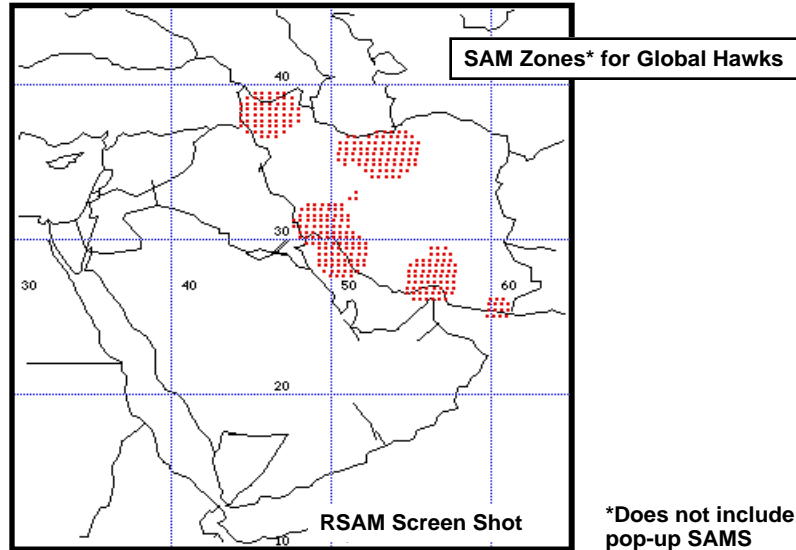 SAM Zones* for Global Hawks
40
30
30 40 50 60
20
10
RSAM Screen Shot
*Does not include
pop-up SAMS